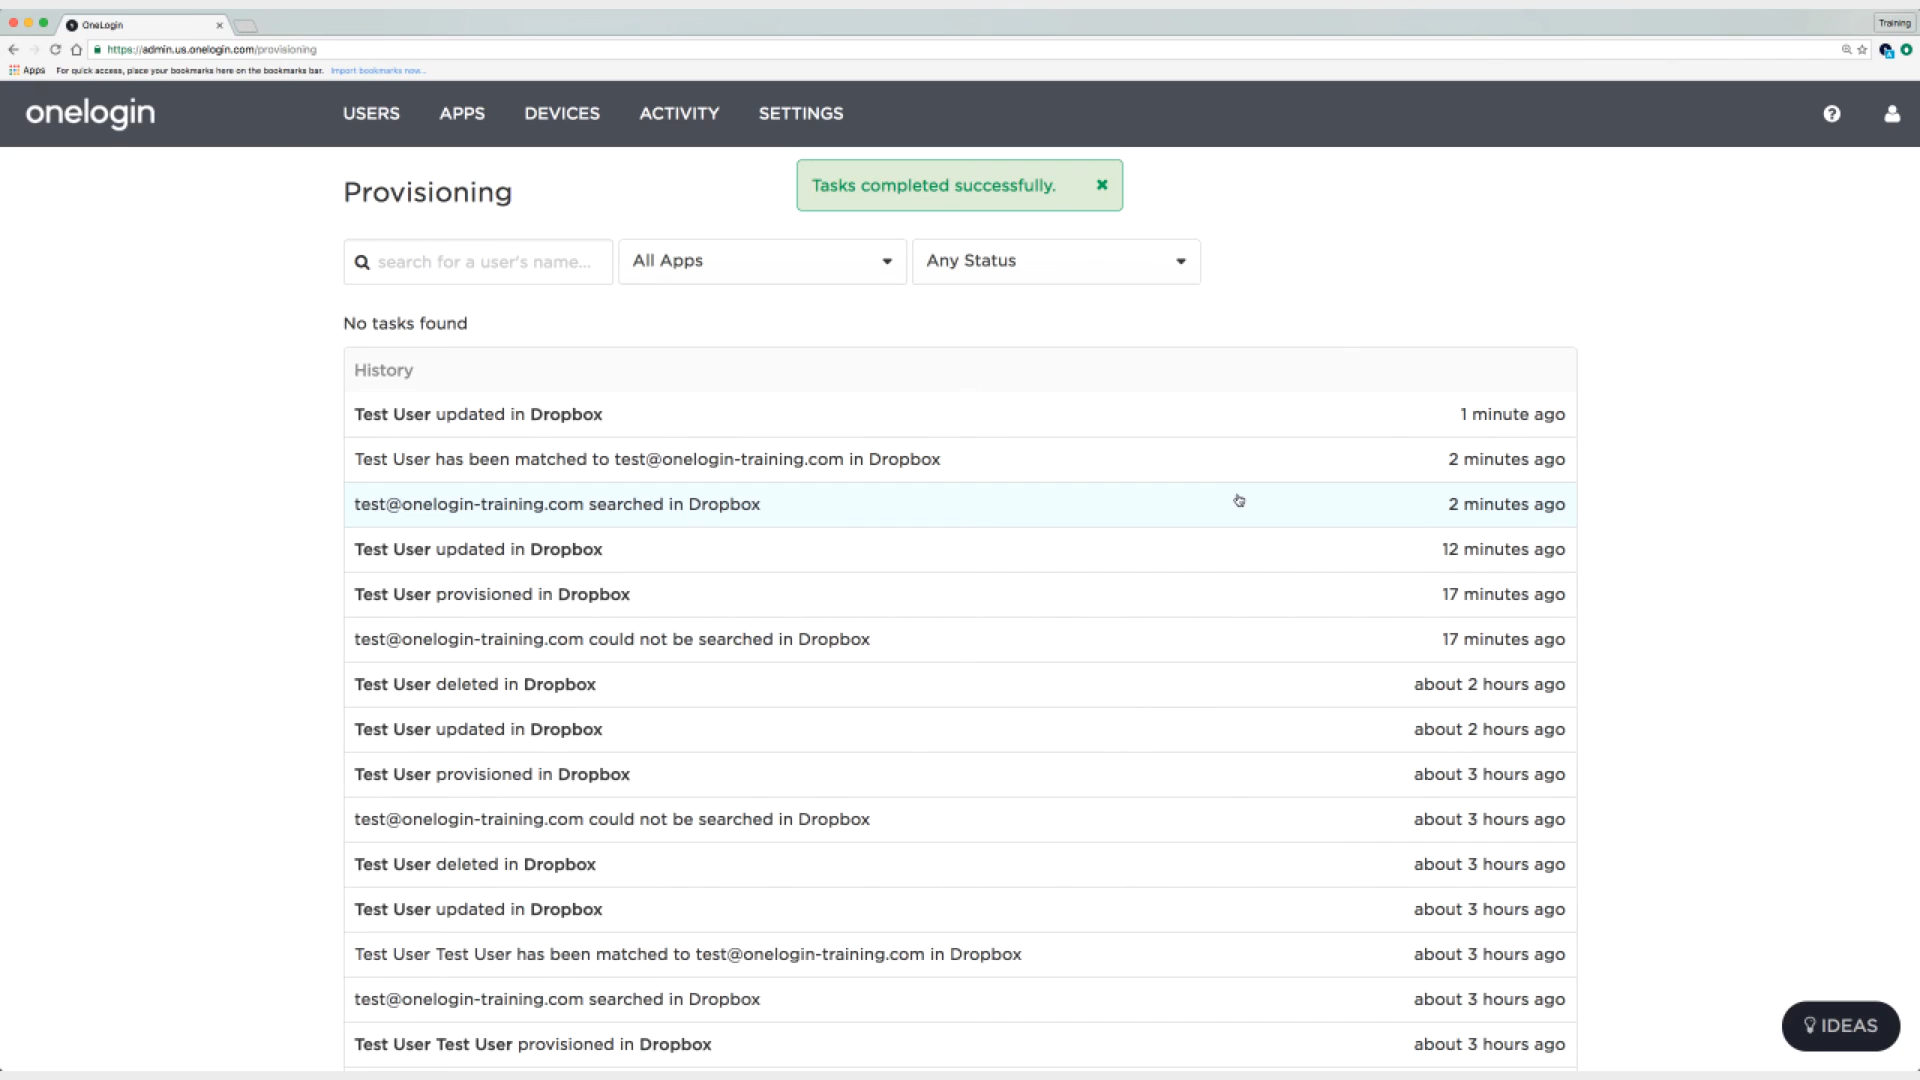 OneLogin
Training
https://admin.us.onelogin.com/provisioning
Apps For quick access, place your bookmarks here on the bookmarks bar. Import bookmarks now...
onelogin USERS APPS DEVICES ACTIVITY SETTINGS
Provisioning
Tasks completed successfully.
search for a user's name... All Apps Any Status
No tasks found
History
Test User updated in Dropbox 1 minute ago
Test User has been matched to test@onelogin-training.com in Dropbox 2 minutes ago
test@onelogin-training.com searched in Dropbox 2 minutes ago
Test User updated in Dropbox 12 minutes ago
Test User provisioned in Dropbox 17 minutes ago
test@onelogin-training.com could not be searched in Dropbox 17 minutes ago
Test User deleted in Dropbox about 2 hours ago
Test User updated in Dropbox about 2 hours ago
Test User provisioned in Dropbox about 3 hours ago
test@onelogin-training.com could not be searched in Dropbox about 3 hours ago
Test User deleted in Dropbox about 3 hours ago
Test User updated in Dropbox about 3 hours ago
Test User Test User has been matched to test@onelogin-training.com in Dropbox about 3 hours ago
test@onelogin-training.com searched in Dropbox about 3 hours ago
Test User Test User provisioned in Dropbox about 3 hours ago
IDEAS